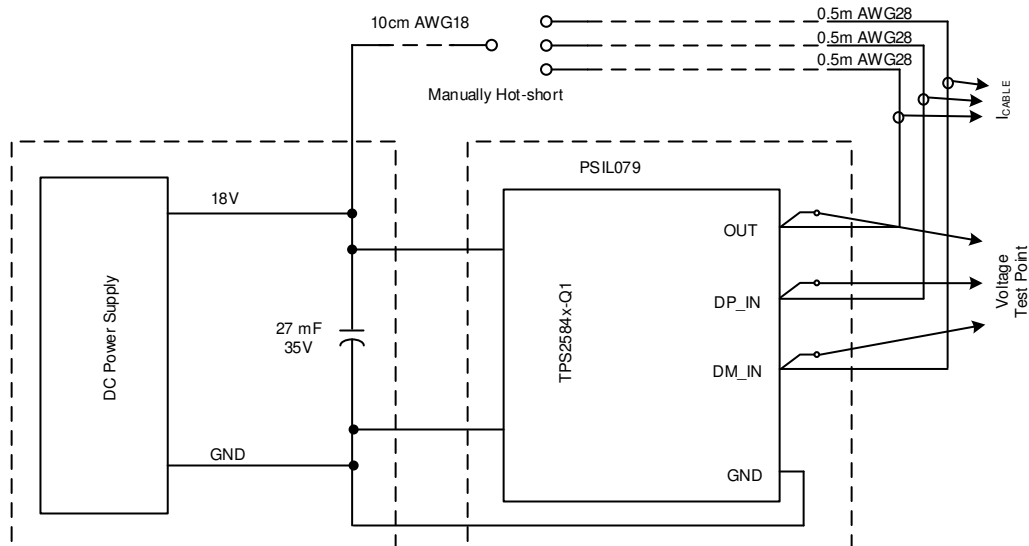 10cm AWG18
0.5m AWG28
0.5m AWG28
0.5m AWG28
Manually Hot-short
ICABLE
PSIL079
18V
OUT
DC Power Supply
TPS2584x-Q1
DP_IN
Voltage
Test Point
27 mF
35V
DM_IN
GND
GND